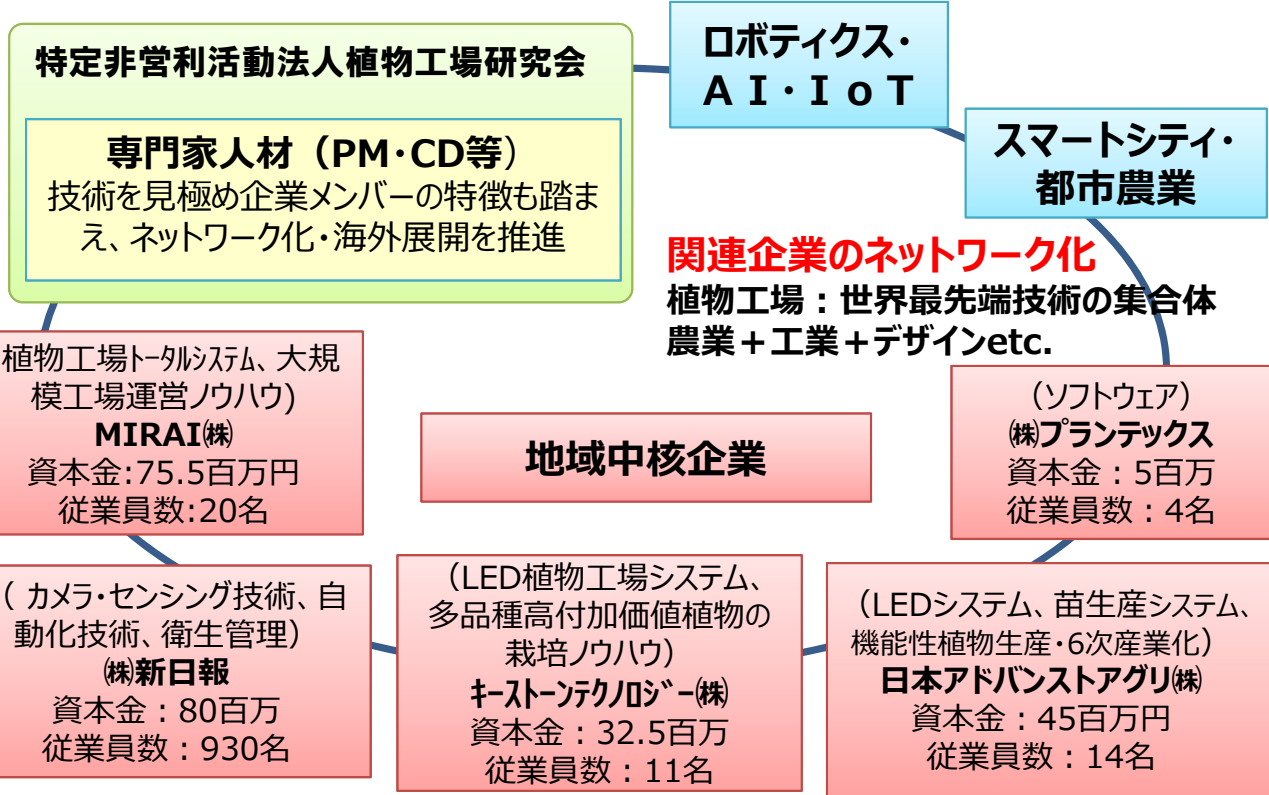 特定非営利活動法人植物工場研究会
専門家人材（PM･CD等）
技術を見極め企業メンバーの特徴も踏ま
え、ネットワーク化・海外展開を推進
ロボティクス・
ＡＩ・ＩｏＴ
スマートシティ・
都市農業
関連企業のネットワーク化
植物工場：世界最先端技術の集合体
農業＋工業＋デザインetc.
植物工場ﾄｰﾀﾙｼｽﾃﾑ、大規
模工場運営ノウハウ)
MIRAI㈱
資本金:75.5百万円
従業員数:20名
地域中核企業
（ソフトウェア）
㈱プランテックス
資本金：5百万
従業員数：4名
（ カメラ・センシング技術、自
動化技術、衛生管理）
㈱新日報
資本金：80百万
従業員数：930名
（LED植物工場システム、
多品種高付加価値植物の
栽培ノウハウ）
ｷｰｽﾄｰﾝﾃｸﾉﾛｼﾞｰ㈱
資本金：32.5百万
従業員数：11名
（LEDシステム、苗生産システム、
機能性植物生産・6次産業化）
日本アドバンストアグリ㈱
資本金：45百万円
従業員数：14名